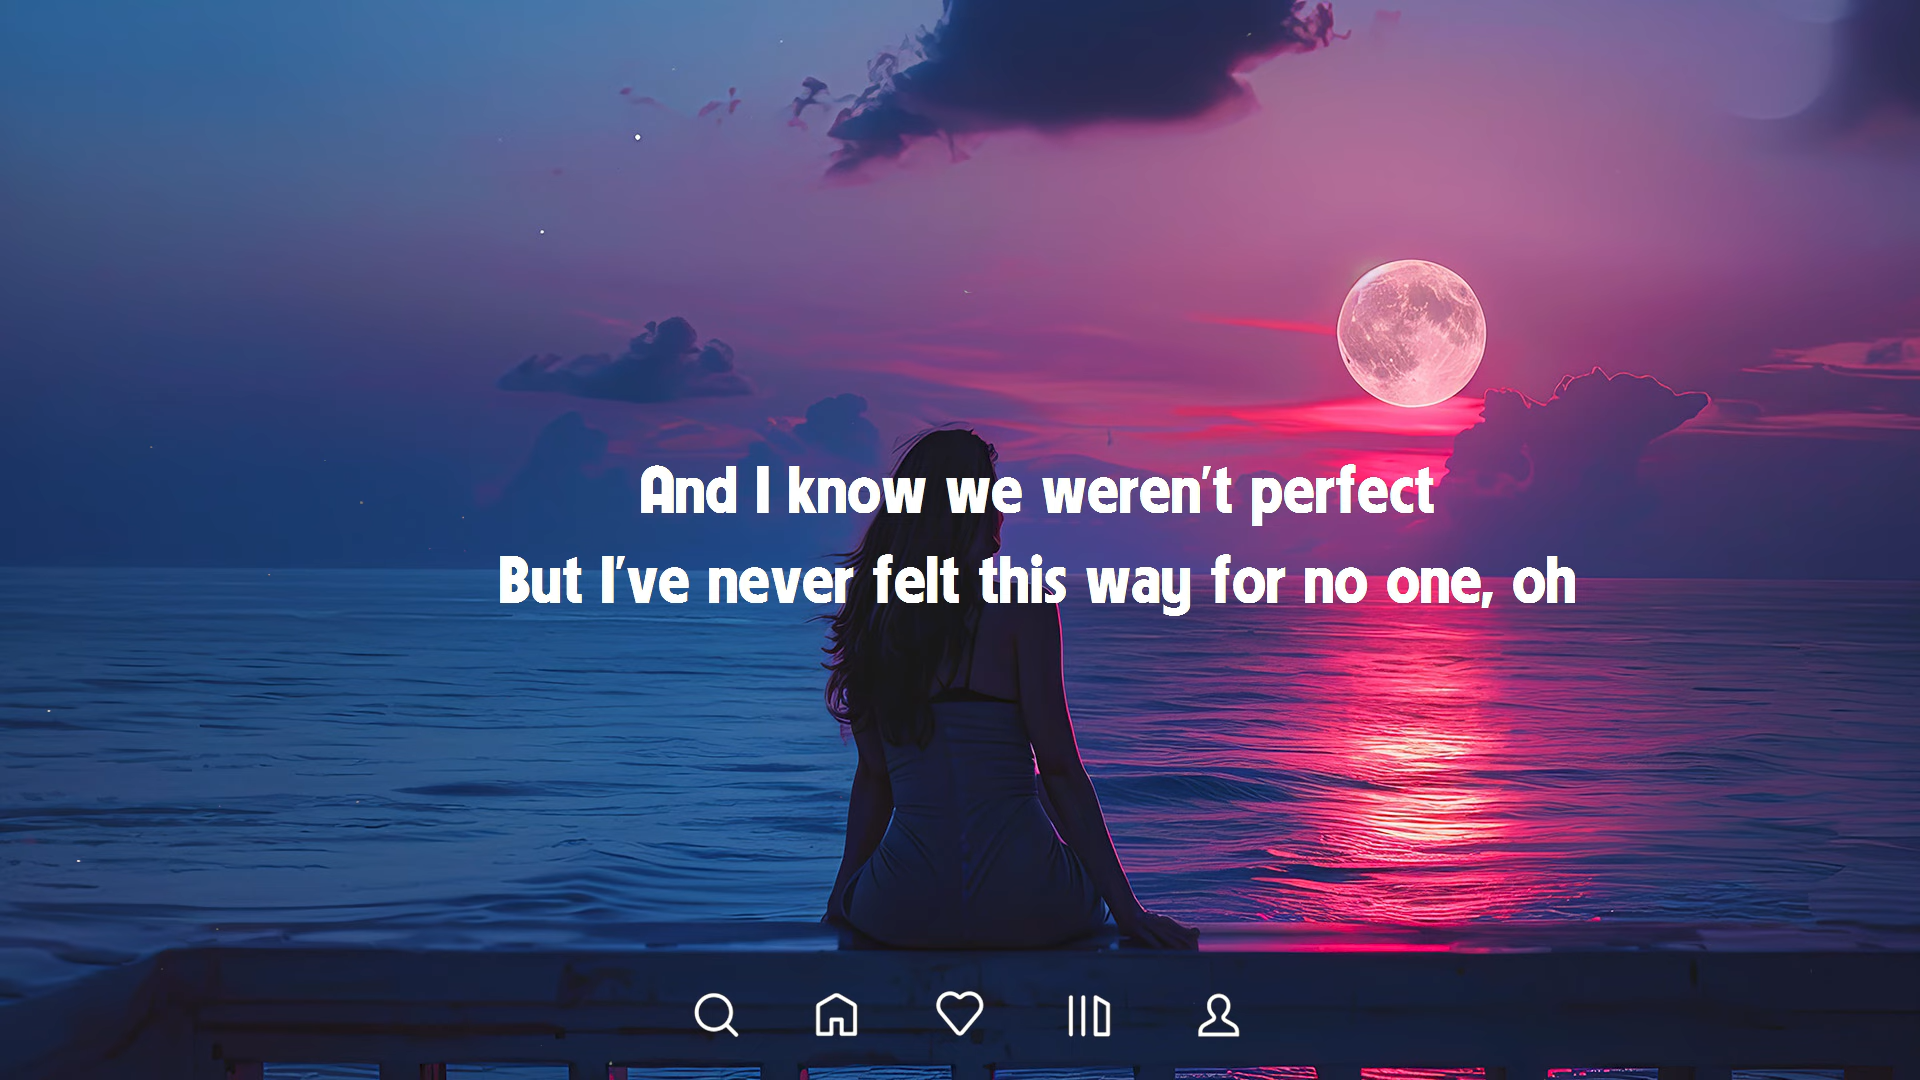 And I know we weren't perfect
But I've never felt this way for no one, oh